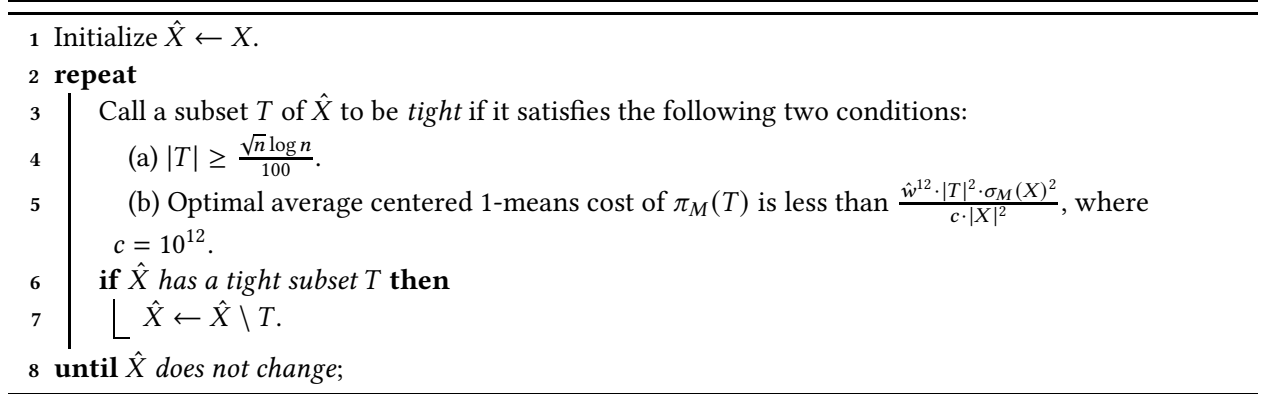 1 Initialize X̂ ← X.
2 repeat
3 Call a subset T of X̂ to be tight if it satisfies the following two conditions:
4 (a) |T| ≥ √n log n / 100.
5 (b) Optimal average centered 1-means cost of π_M(T) is less than ŵ^12·|T|^2·σ_M(X)^2 / c·|X|^2, where
c = 10^12.
6 if X̂ has a tight subset T then
7 X̂ ← X̂ \ T.
8 until X̂ does not change;